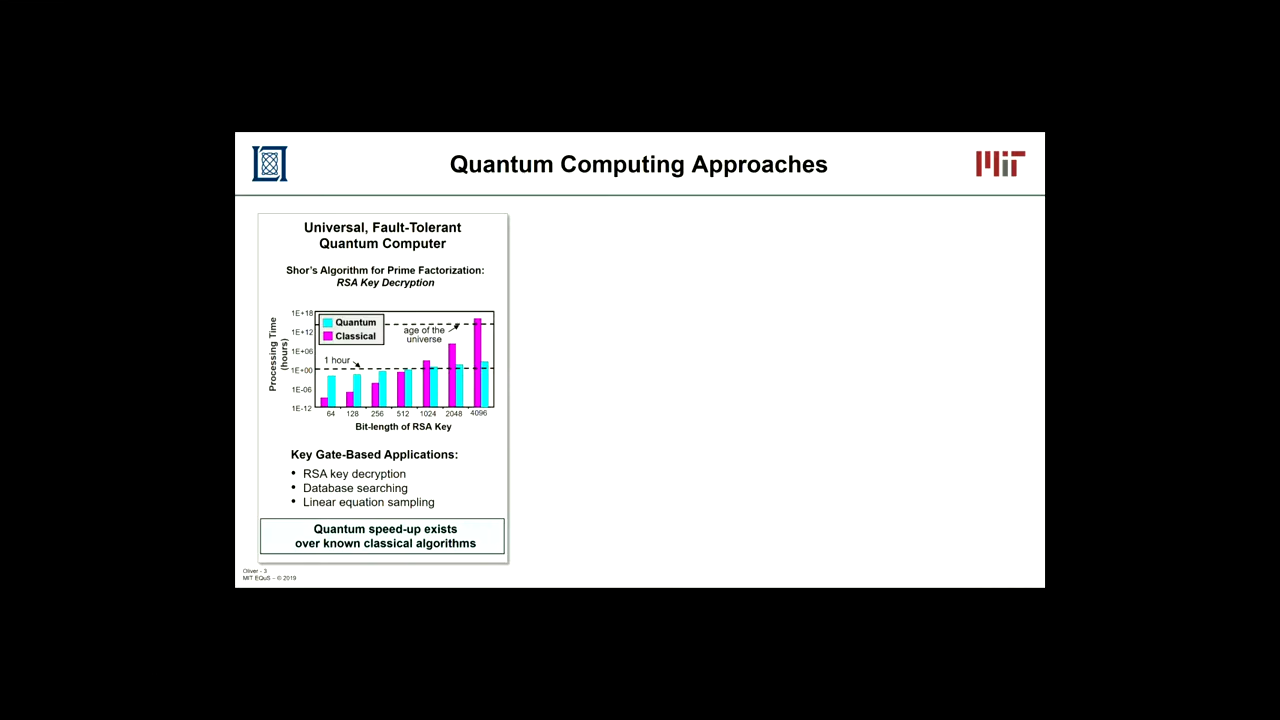 Quantum Computing Approaches
MIT
Universal, Fault-Tolerant
Quantum Computer
Shor's Algorithm for Prime Factorization:
RSA Key Decryption
Processing Time
(hours)
1E+18
1E+12
1E+06
1E+00
1E-06
1E-12
Quantum
Classical
age of the
universe
1 hour
64 128 256 512 1024 2048 4096
Bit-length of RSA Key
Key Gate-Based Applications:
• RSA key decryption
• Database searching
• Linear equation sampling
Quantum speed-up exists
over known classical algorithms
Oliver - 3
MIT EQuS – © 2019